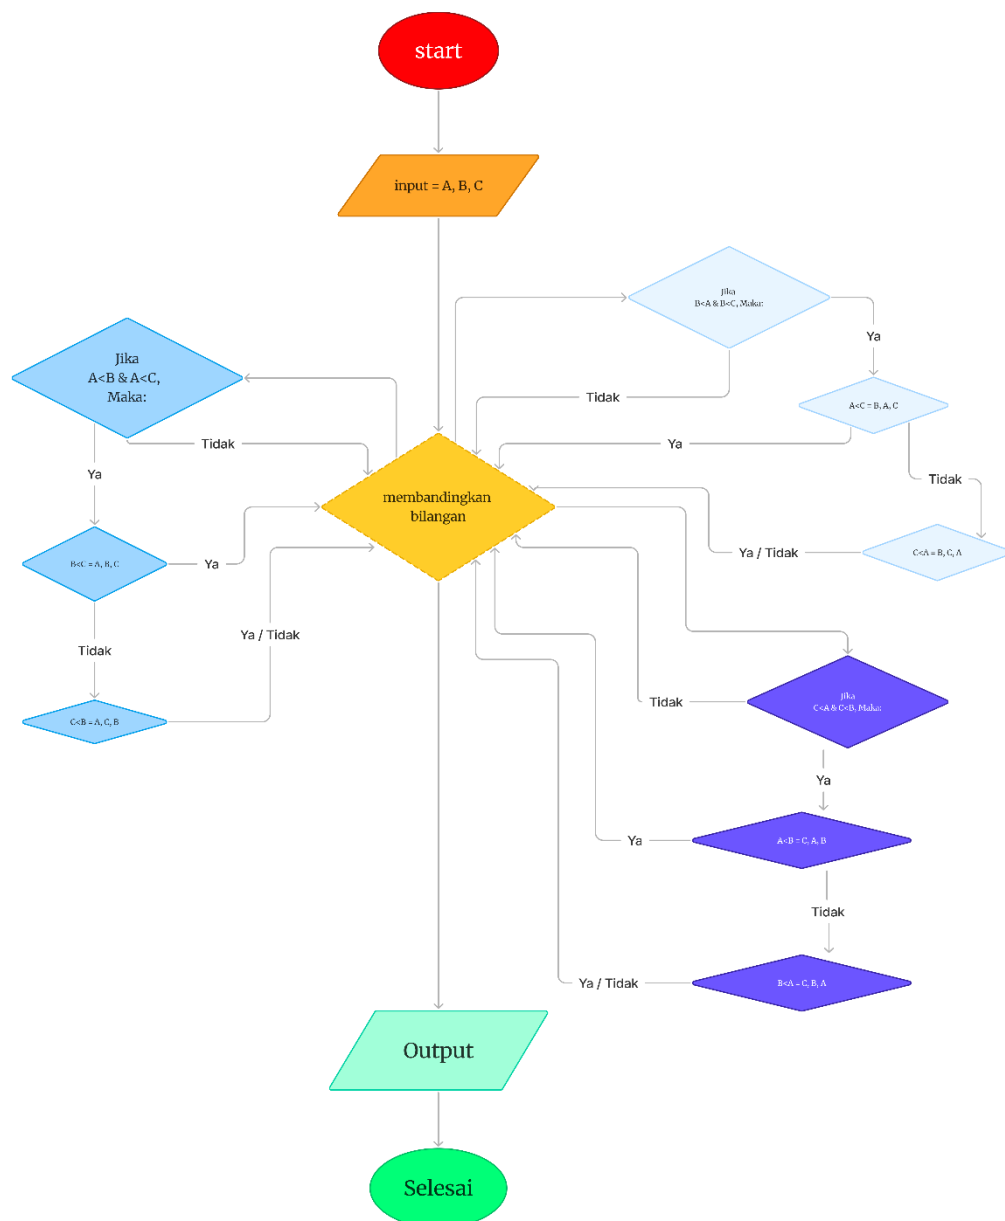 start
input = A, B, C
Jika
B<A & B<C, Maka:
Ya
Tidak
A<C = B, A, C
Ya
Tidak
C<A = B, C, A
Ya / Tidak
Jika
A<B & A<C,
Maka:
Tidak
Ya
B<C = A, B, C
Ya
Tidak
C<B = A, C, B
Ya / Tidak
membandingkan
bilangan
Jika
C<A & C<B, Maka:
Tidak
Ya
A<B = C, A, B
Ya
Tidak
B<A = C, B, A
Ya / Tidak
Output
Selesai